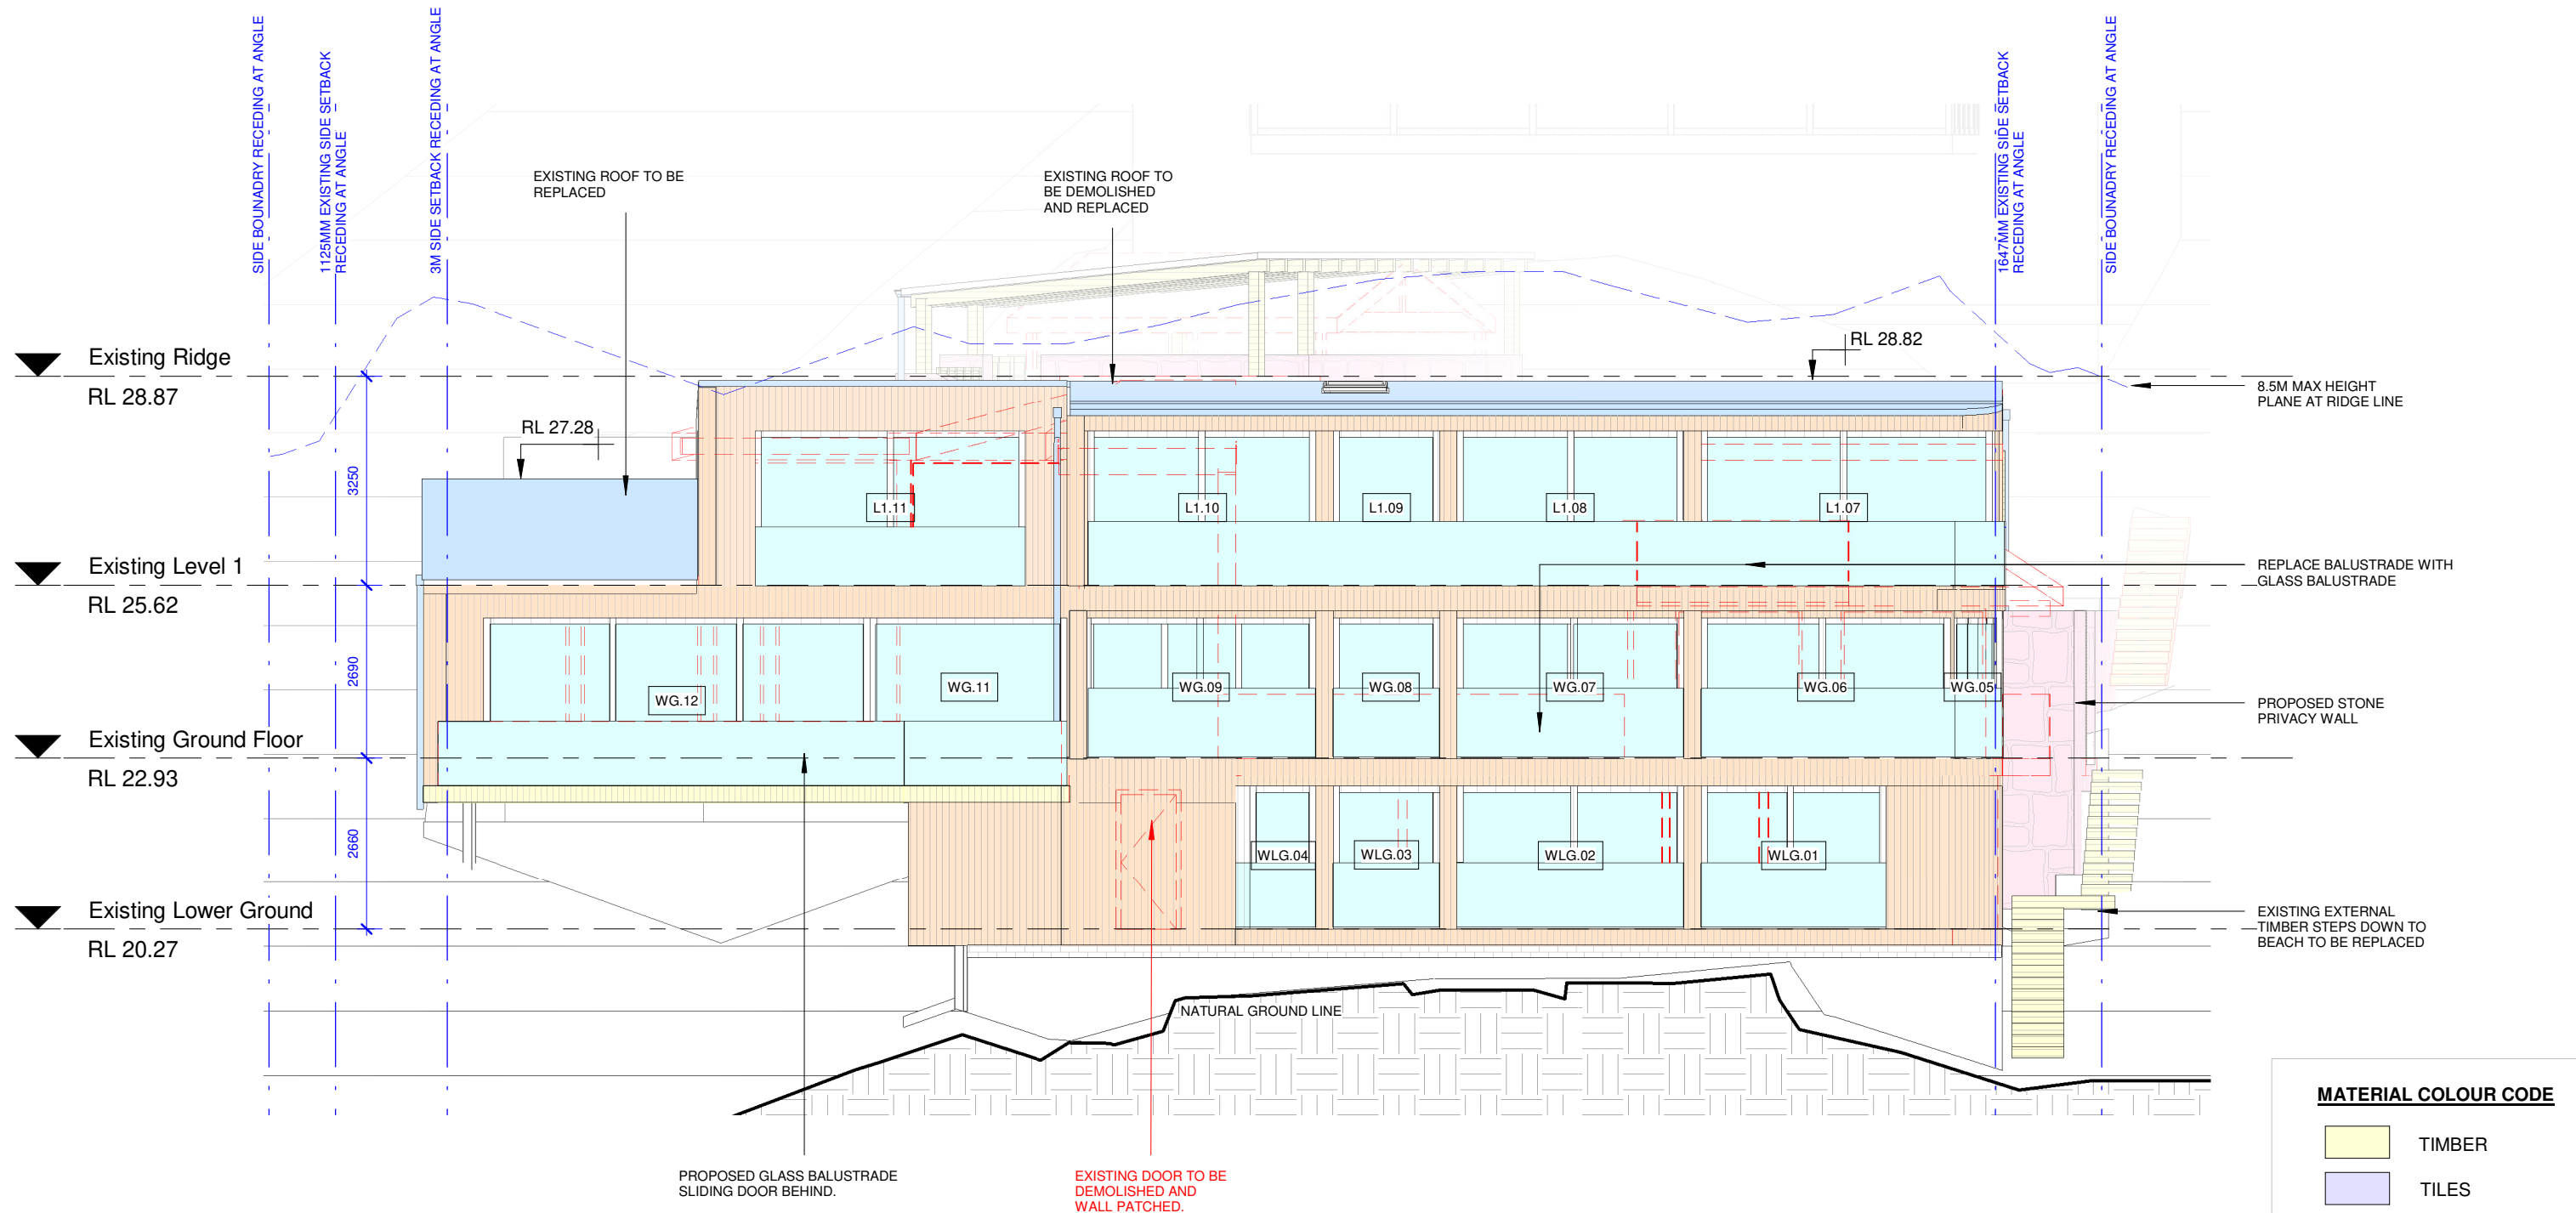 SIDE BOUNADRY RECEDING AT ANGLE
1125MM EXISTING SIDE SETBACK
RECEDING AT ANGLE
3M SIDE SETBACK RECEDING AT ANGLE
1647MM EXISTING SIDE SETBACK
RECEDING AT ANGLE
SIDE BOUNADRY RECEDING AT ANGLE
EXISTING ROOF TO BE
REPLACED
EXISTING ROOF TO
BE DEMOLISHED
AND REPLACED
RL 28.82
Existing Ridge
RL 28.87
8.5M MAX HEIGHT
PLANE AT RIDGE LINE
RL 27.28
3250
L1.11
L1.10
L1.09
L1.08
L1.07
Existing Level 1
RL 25.62
REPLACE BALUSTRADE WITH
GLASS BALUSTRADE
2690
WG.12
WG.11
WG.09
WG.08
WG.07
WG.06
WG.05
PROPOSED STONE
PRIVACY WALL
Existing Ground Floor
RL 22.93
2660
WLG.04
WLG.03
WLG.02
WLG.01
Existing Lower Ground
RL 20.27
EXISTING EXTERNAL
TIMBER STEPS DOWN TO
BEACH TO BE REPLACED
NATURAL GROUND LINE
PROPOSED GLASS BALUSTRADE
SLIDING DOOR BEHIND.
EXISTING DOOR TO BE
DEMOLISHED AND
WALL PATCHED.
MATERIAL COLOUR CODE
TIMBER
TILES